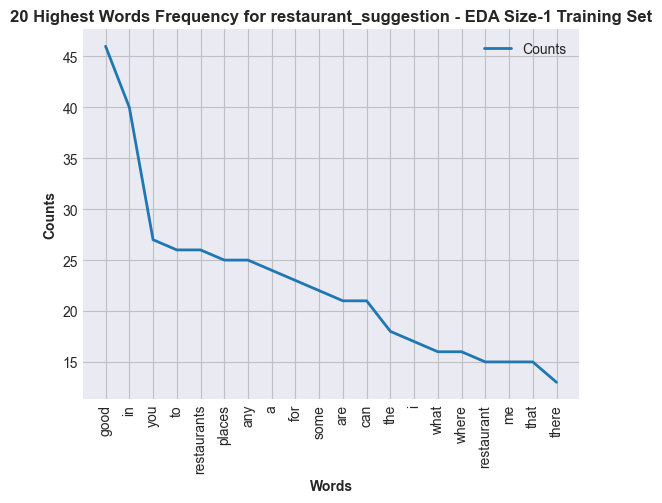 20 Highest Words Frequency for restaurant_suggestion - EDA Size-1 Training Set
Counts
45
40
35
30
25
20
15
Counts
good
in
you
to
restaurants
places
any
a
for
some
are
can
the
i
what
where
restaurant
me
that
there
Words